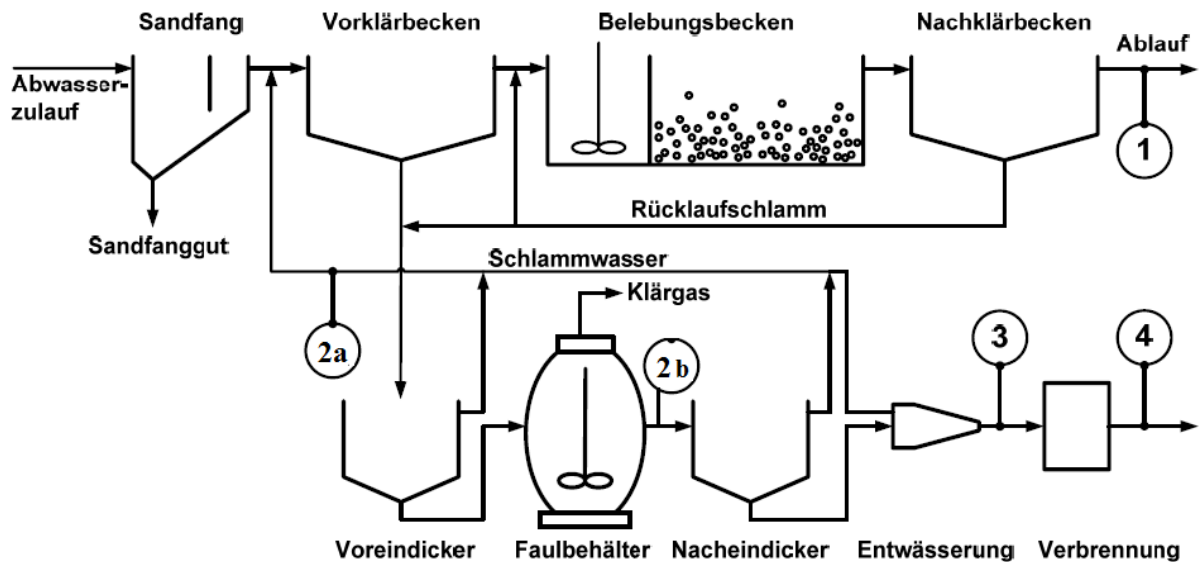 Sandfang
Vorklärbecken
Belebungsbecken
Nachklärbecken
Ablauf
Abwasser-
zulauf
1
Rücklaufschlamm
Sandfanggut
Schlammwasser
Klärgas
2a
2b
3
4
Voreindicker
Faulbehälter
Nacheindicker
Entwässerung
Verbrennung